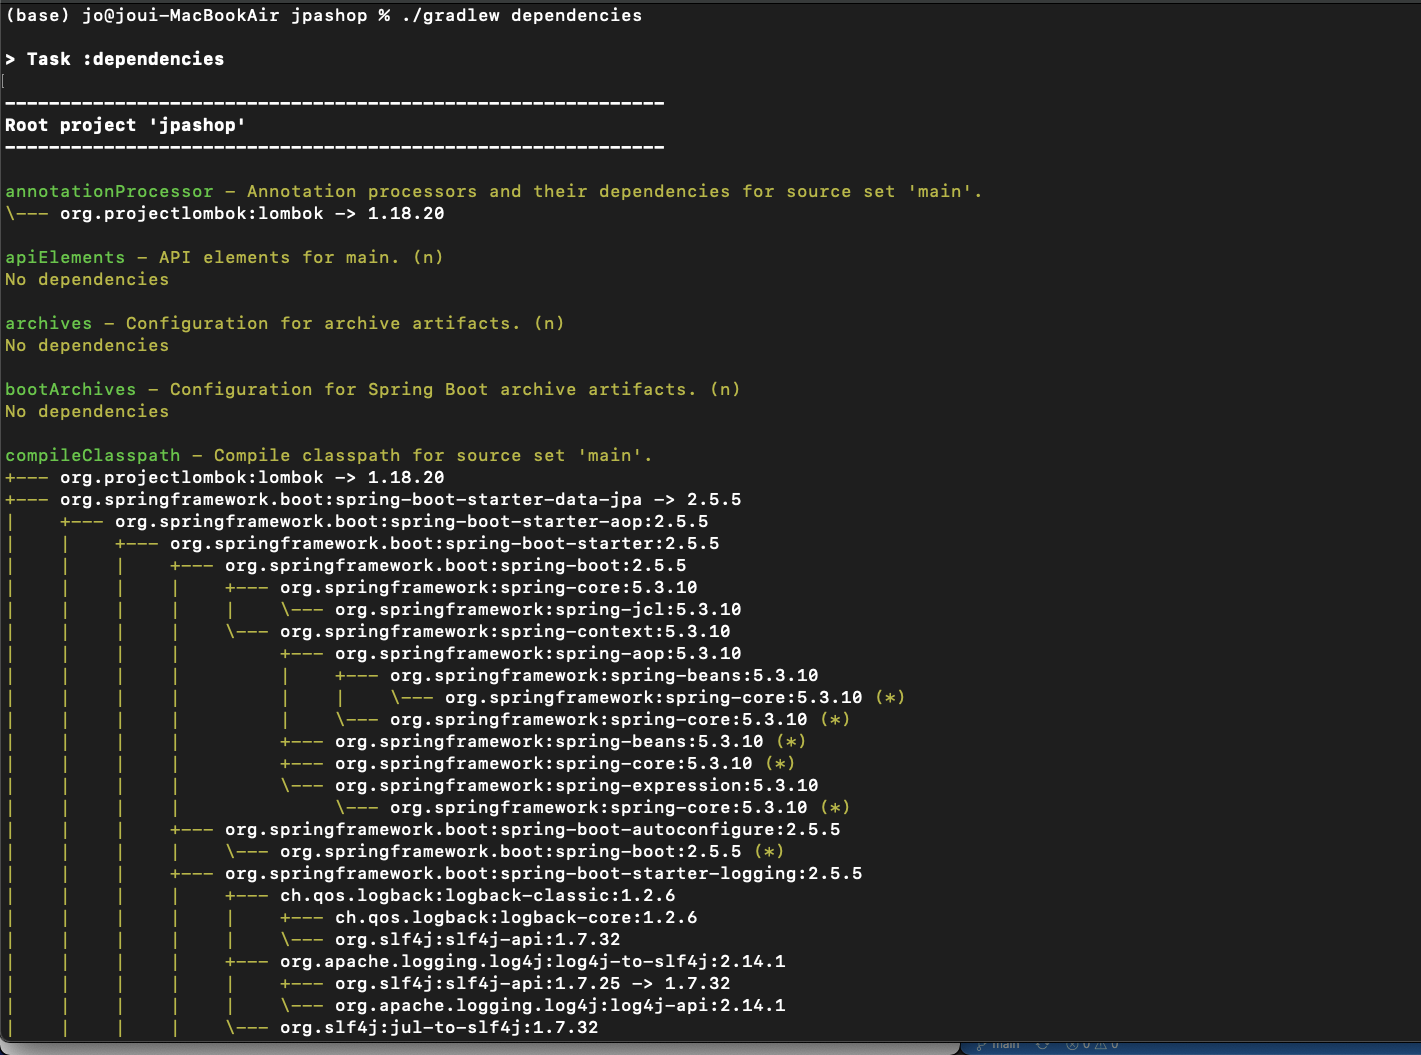 (base) jo@joui-MacBookAir jpashop % ./gradlew dependencies
> Task :dependencies
------------------------------------------------------------
Root project 'jpashop'
------------------------------------------------------------
annotationProcessor - Annotation processors and their dependencies for source set 'main'.
\--- org.projectlombok:lombok -> 1.18.20
apiElements - API elements for main. (n)
No dependencies
archives - Configuration for archive artifacts. (n)
No dependencies
bootArchives - Configuration for Spring Boot archive artifacts. (n)
No dependencies
compileClasspath - Compile classpath for source set 'main'.
+--- org.projectlombok:lombok -> 1.18.20
+--- org.springframework.boot:spring-boot-starter-data-jpa -> 2.5.5
|    +--- org.springframework.boot:spring-boot-starter-aop:2.5.5
|    |    +--- org.springframework.boot:spring-boot-starter:2.5.5
|    |    |    +--- org.springframework.boot:spring-boot:2.5.5
|    |    |    |    +--- org.springframework:spring-core:5.3.10
|    |    |    |    |    \--- org.springframework:spring-jcl:5.3.10
|    |    |    |    \--- org.springframework:spring-context:5.3.10
|    |    |    |         +--- org.springframework:spring-aop:5.3.10
|    |    |    |         |    +--- org.springframework:spring-beans:5.3.10
|    |    |    |         |    |    \--- org.springframework:spring-core:5.3.10 (*)
|    |    |    |         |    \--- org.springframework:spring-core:5.3.10 (*)
|    |    |    |         +--- org.springframework:spring-beans:5.3.10 (*)
|    |    |    |         +--- org.springframework:spring-core:5.3.10 (*)
|    |    |    |         \--- org.springframework:spring-expression:5.3.10
|    |    |    |              \--- org.springframework:spring-core:5.3.10 (*)
|    |    |    +--- org.springframework.boot:spring-boot-autoconfigure:2.5.5
|    |    |    |    \--- org.springframework.boot:spring-boot:2.5.5 (*)
|    |    |    +--- org.springframework.boot:spring-boot-starter-logging:2.5.5
|    |    |    |    +--- ch.qos.logback:logback-classic:1.2.6
|    |    |    |    |    +--- ch.qos.logback:logback-core:1.2.6
|    |    |    |    |    \--- org.slf4j:slf4j-api:1.7.32
|    |    |    |    +--- org.apache.logging.log4j:log4j-to-slf4j:2.14.1
|    |    |    |    |    +--- org.slf4j:slf4j-api:1.7.25 -> 1.7.32
|    |    |    |    |    \--- org.apache.logging.log4j:log4j-api:2.14.1
|    |    |    |    \--- org.slf4j:jul-to-slf4j:1.7.32
main 0 0